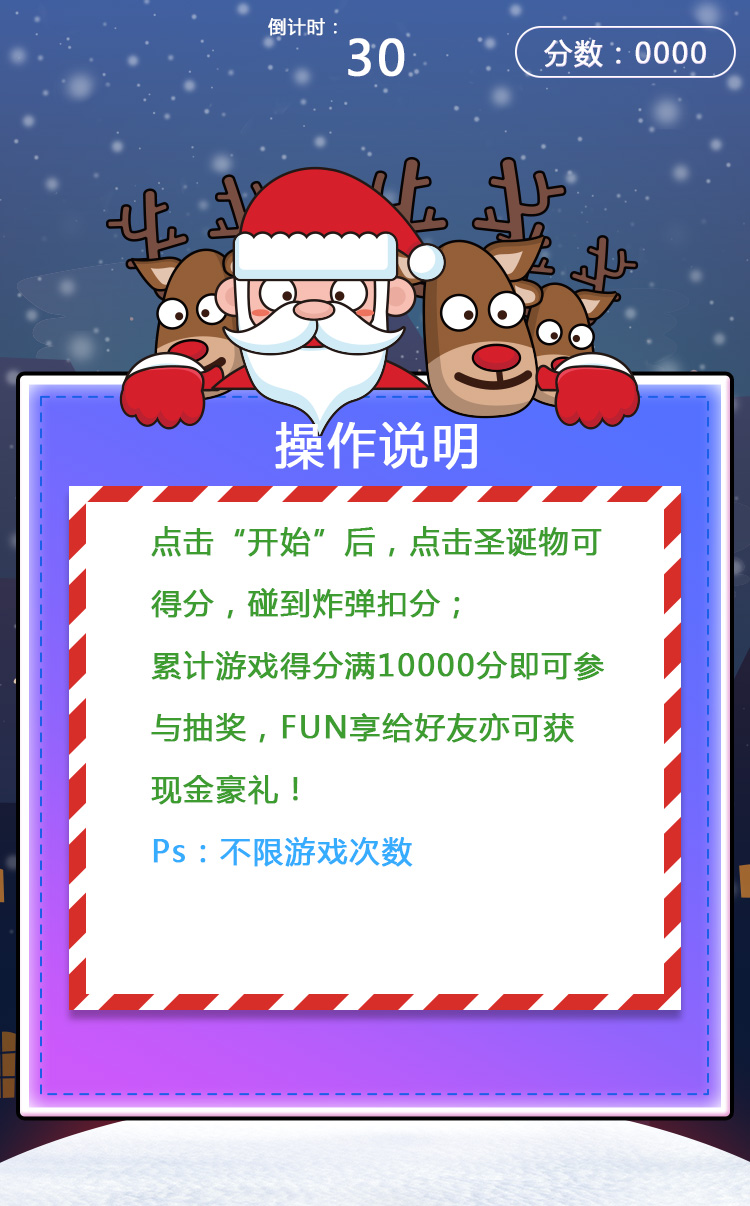 倒计时：
30
分数：0000
操作说明
点击“开始”后，点击圣诞物可
得分，碰到炸弹扣分；
累计游戏得分满10000分即可参
与抽奖，FUN享给好友亦可获
现金豪礼！
Ps：不限游戏次数